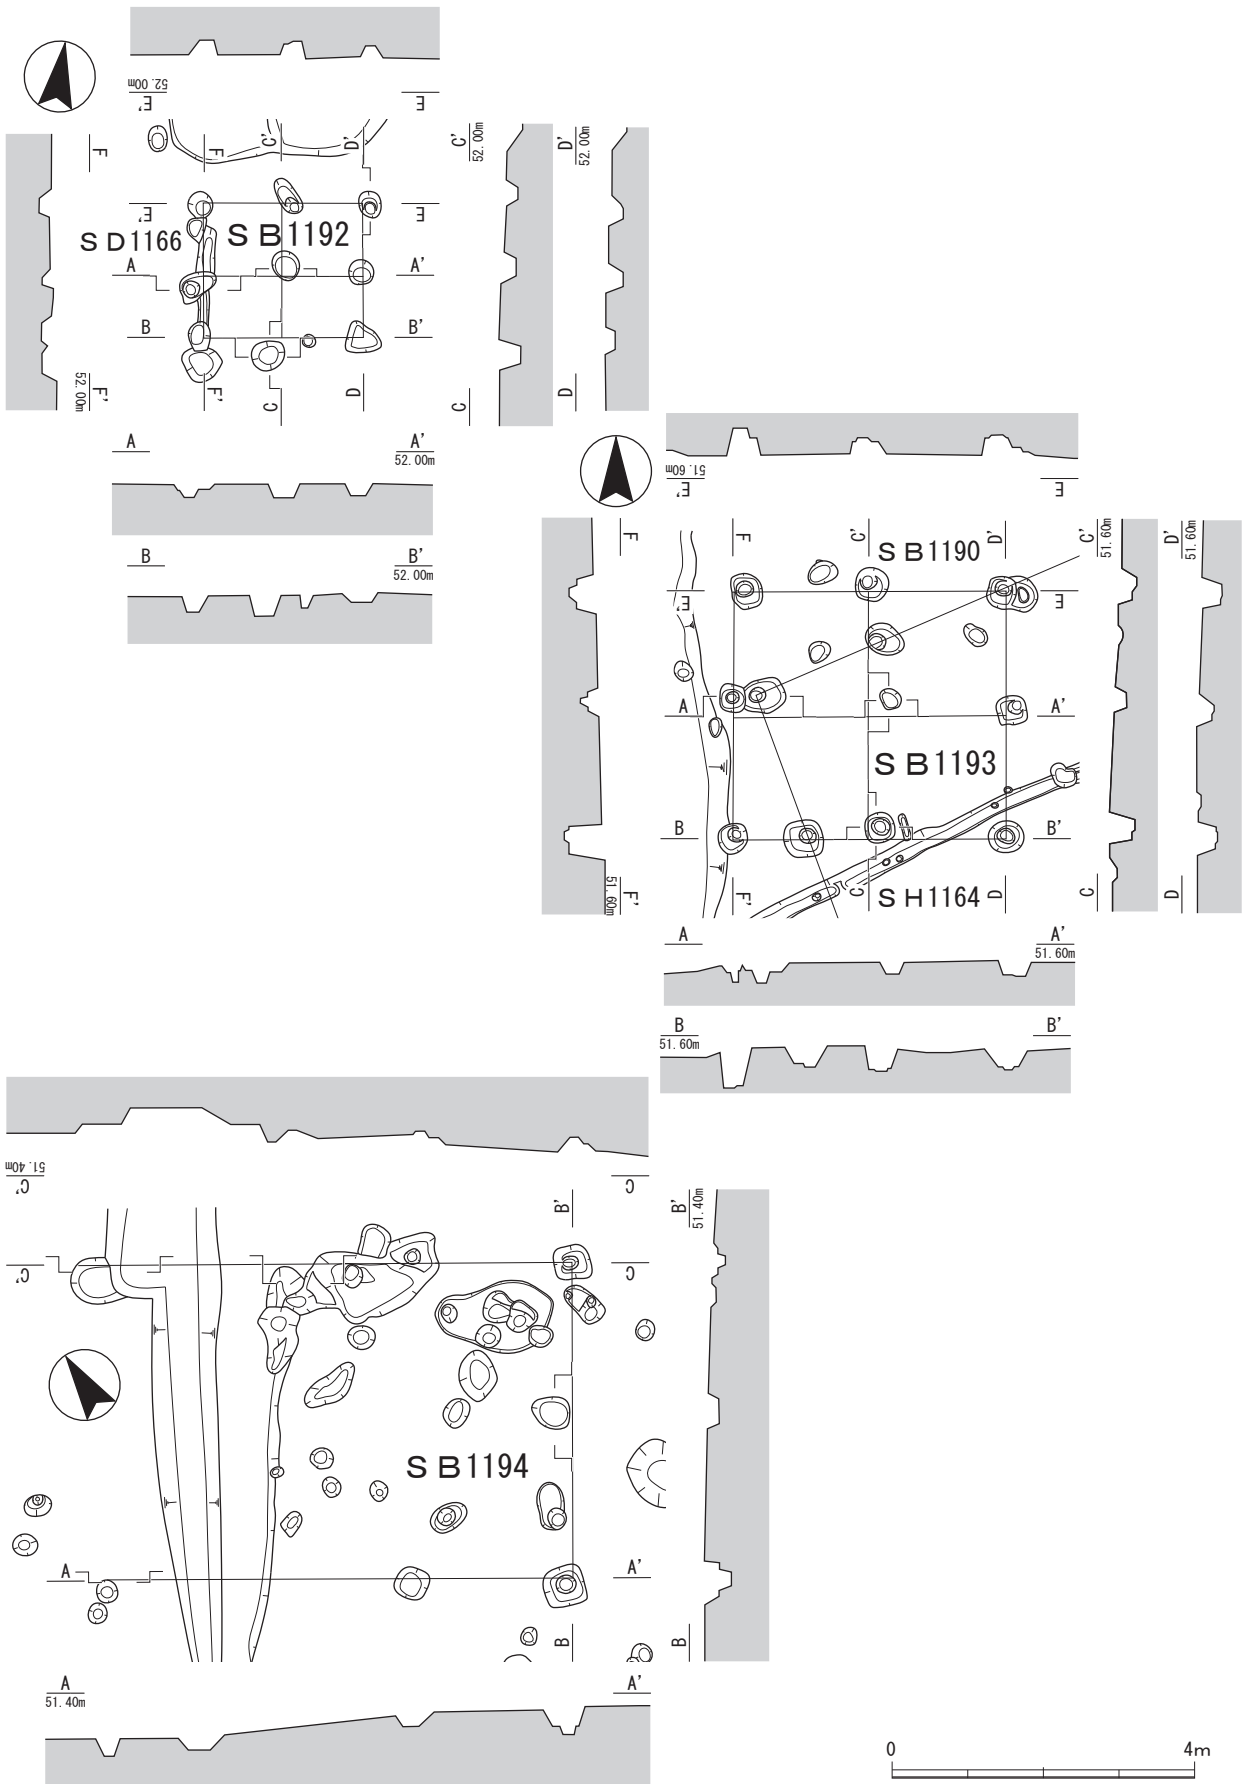 52.00m
E'
E
F
F
C'
D'
C'
52.00m
D'
52.00m
E'
E
SD1166
SB1192
A
A'
B
B'
52.00m
F'
F'
C
D
C
D
A
A'
52.00m
B
B'
52.00m
51.60m
E'
E
F
F
C'
D'
C'
51.60m
D'
51.60m
SB1190
E'
E
A
A'
SB1193
B
B'
51.60m
F'
F'
C
SH1164
D
C
D
A
A'
51.60m
B
51.60m
B'
51.40m
C'
C
B'
B'
51.40m
C'
C
SB1194
A
A'
B
B
A
51.40m
A'
0
4m